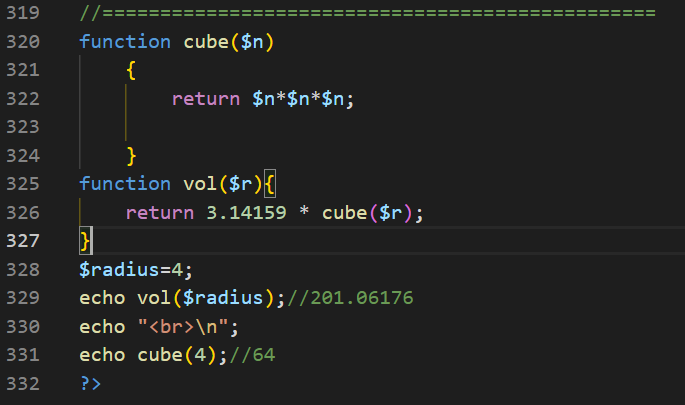 319 //================================================
320 function cube($n)
321 {
322 return $n*$n*$n;
323
324 }
325 function vol($r){
326 return 3.14159 * cube($r);
327 }
328 $radius=4;
329 echo vol($radius);//201.06176
330 echo "<br>\n";
331 echo cube(4);//64
332 ?>